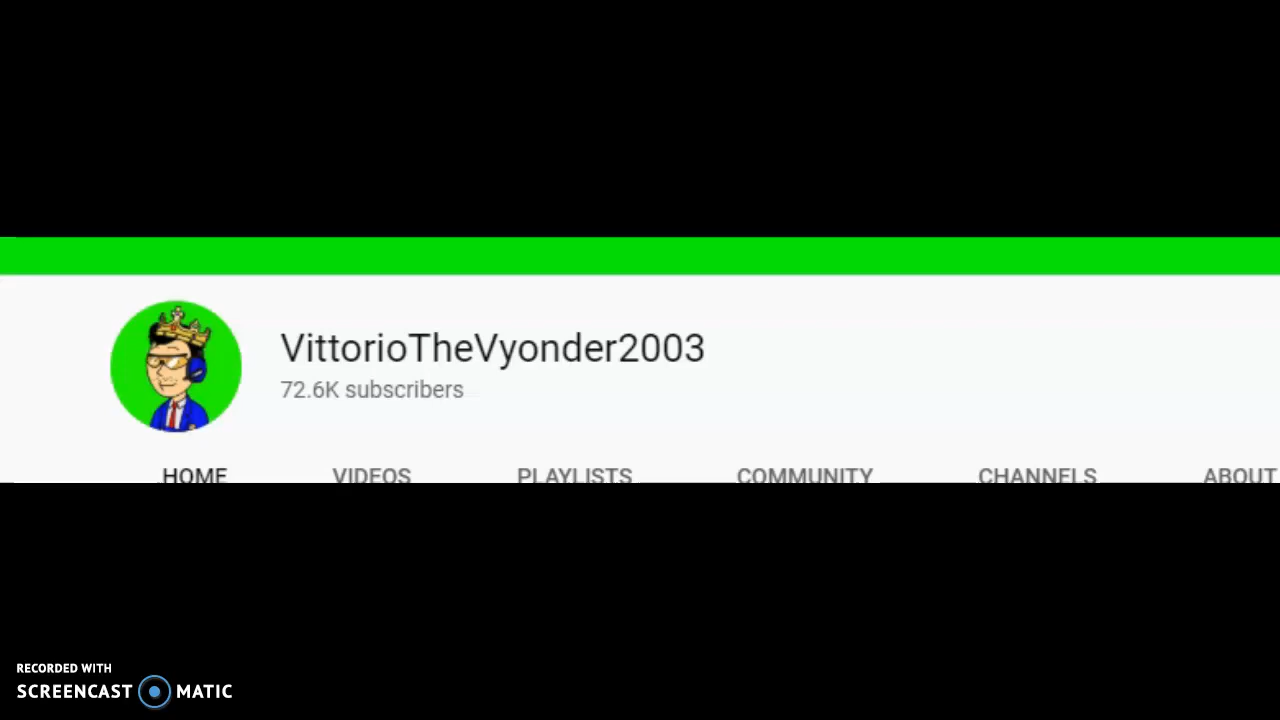 VittorioTheVyonder2003
72.6K subscribers
HOME VIDEOS PLAYLISTS COMMUNITY CHANNELS ABOUT
RECORDED WITH
SCREENCAST MATIC